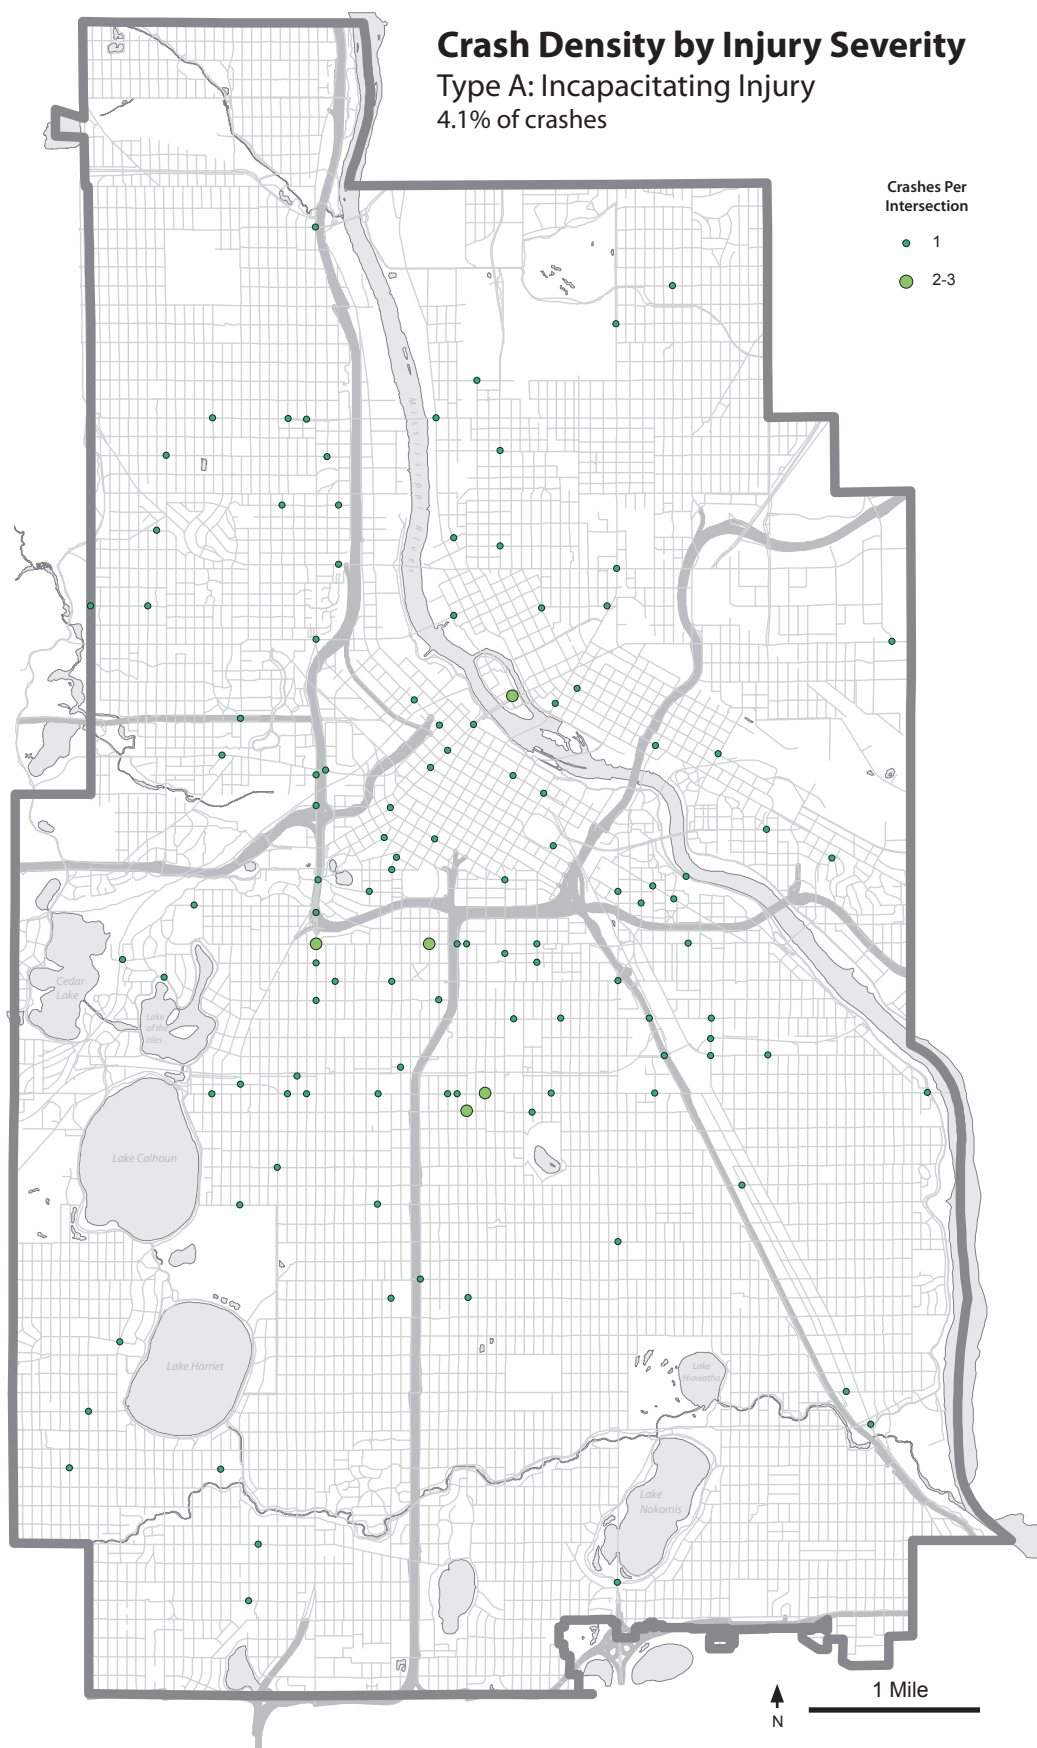 Crash Density by Injury Severity
Type A: Incapacitating Injury
4.1% of crashes
Crashes Per
Intersection
1
2-3
Mississippi River
Cedar
Lake
Lake
of the
Isles
Lake Calhoun
Lake Harriet
Lake
Hiawatha
Lake
Nokomis
1 Mile
N